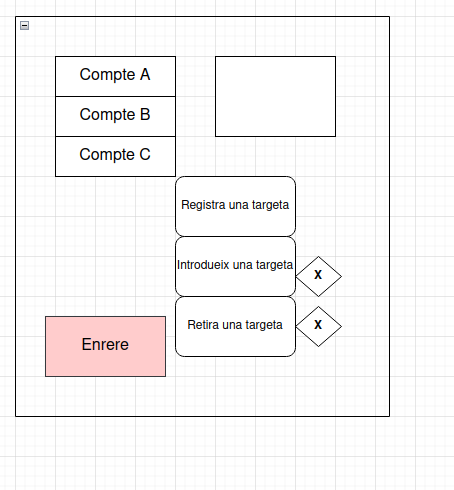 Compte A
Compte B
Compte C
Registra una targeta
Introdueix una targeta
X
Retira una targeta
X
Enrere